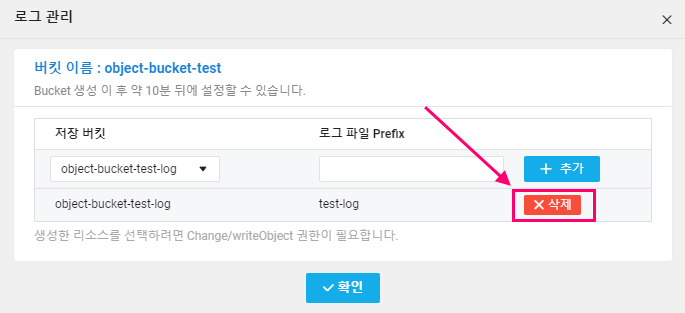 로그 관리
버킷 이름 : object-bucket-test
Bucket 생성 이 후 약 10분 뒤에 설정할 수 있습니다.
저장 버킷 로그 파일 Prefix
object-bucket-test-log 추가
object-bucket-test-log test-log 삭제
생성한 리소스를 선택하려면 Change/writeObject 권한이 필요합니다.
확인